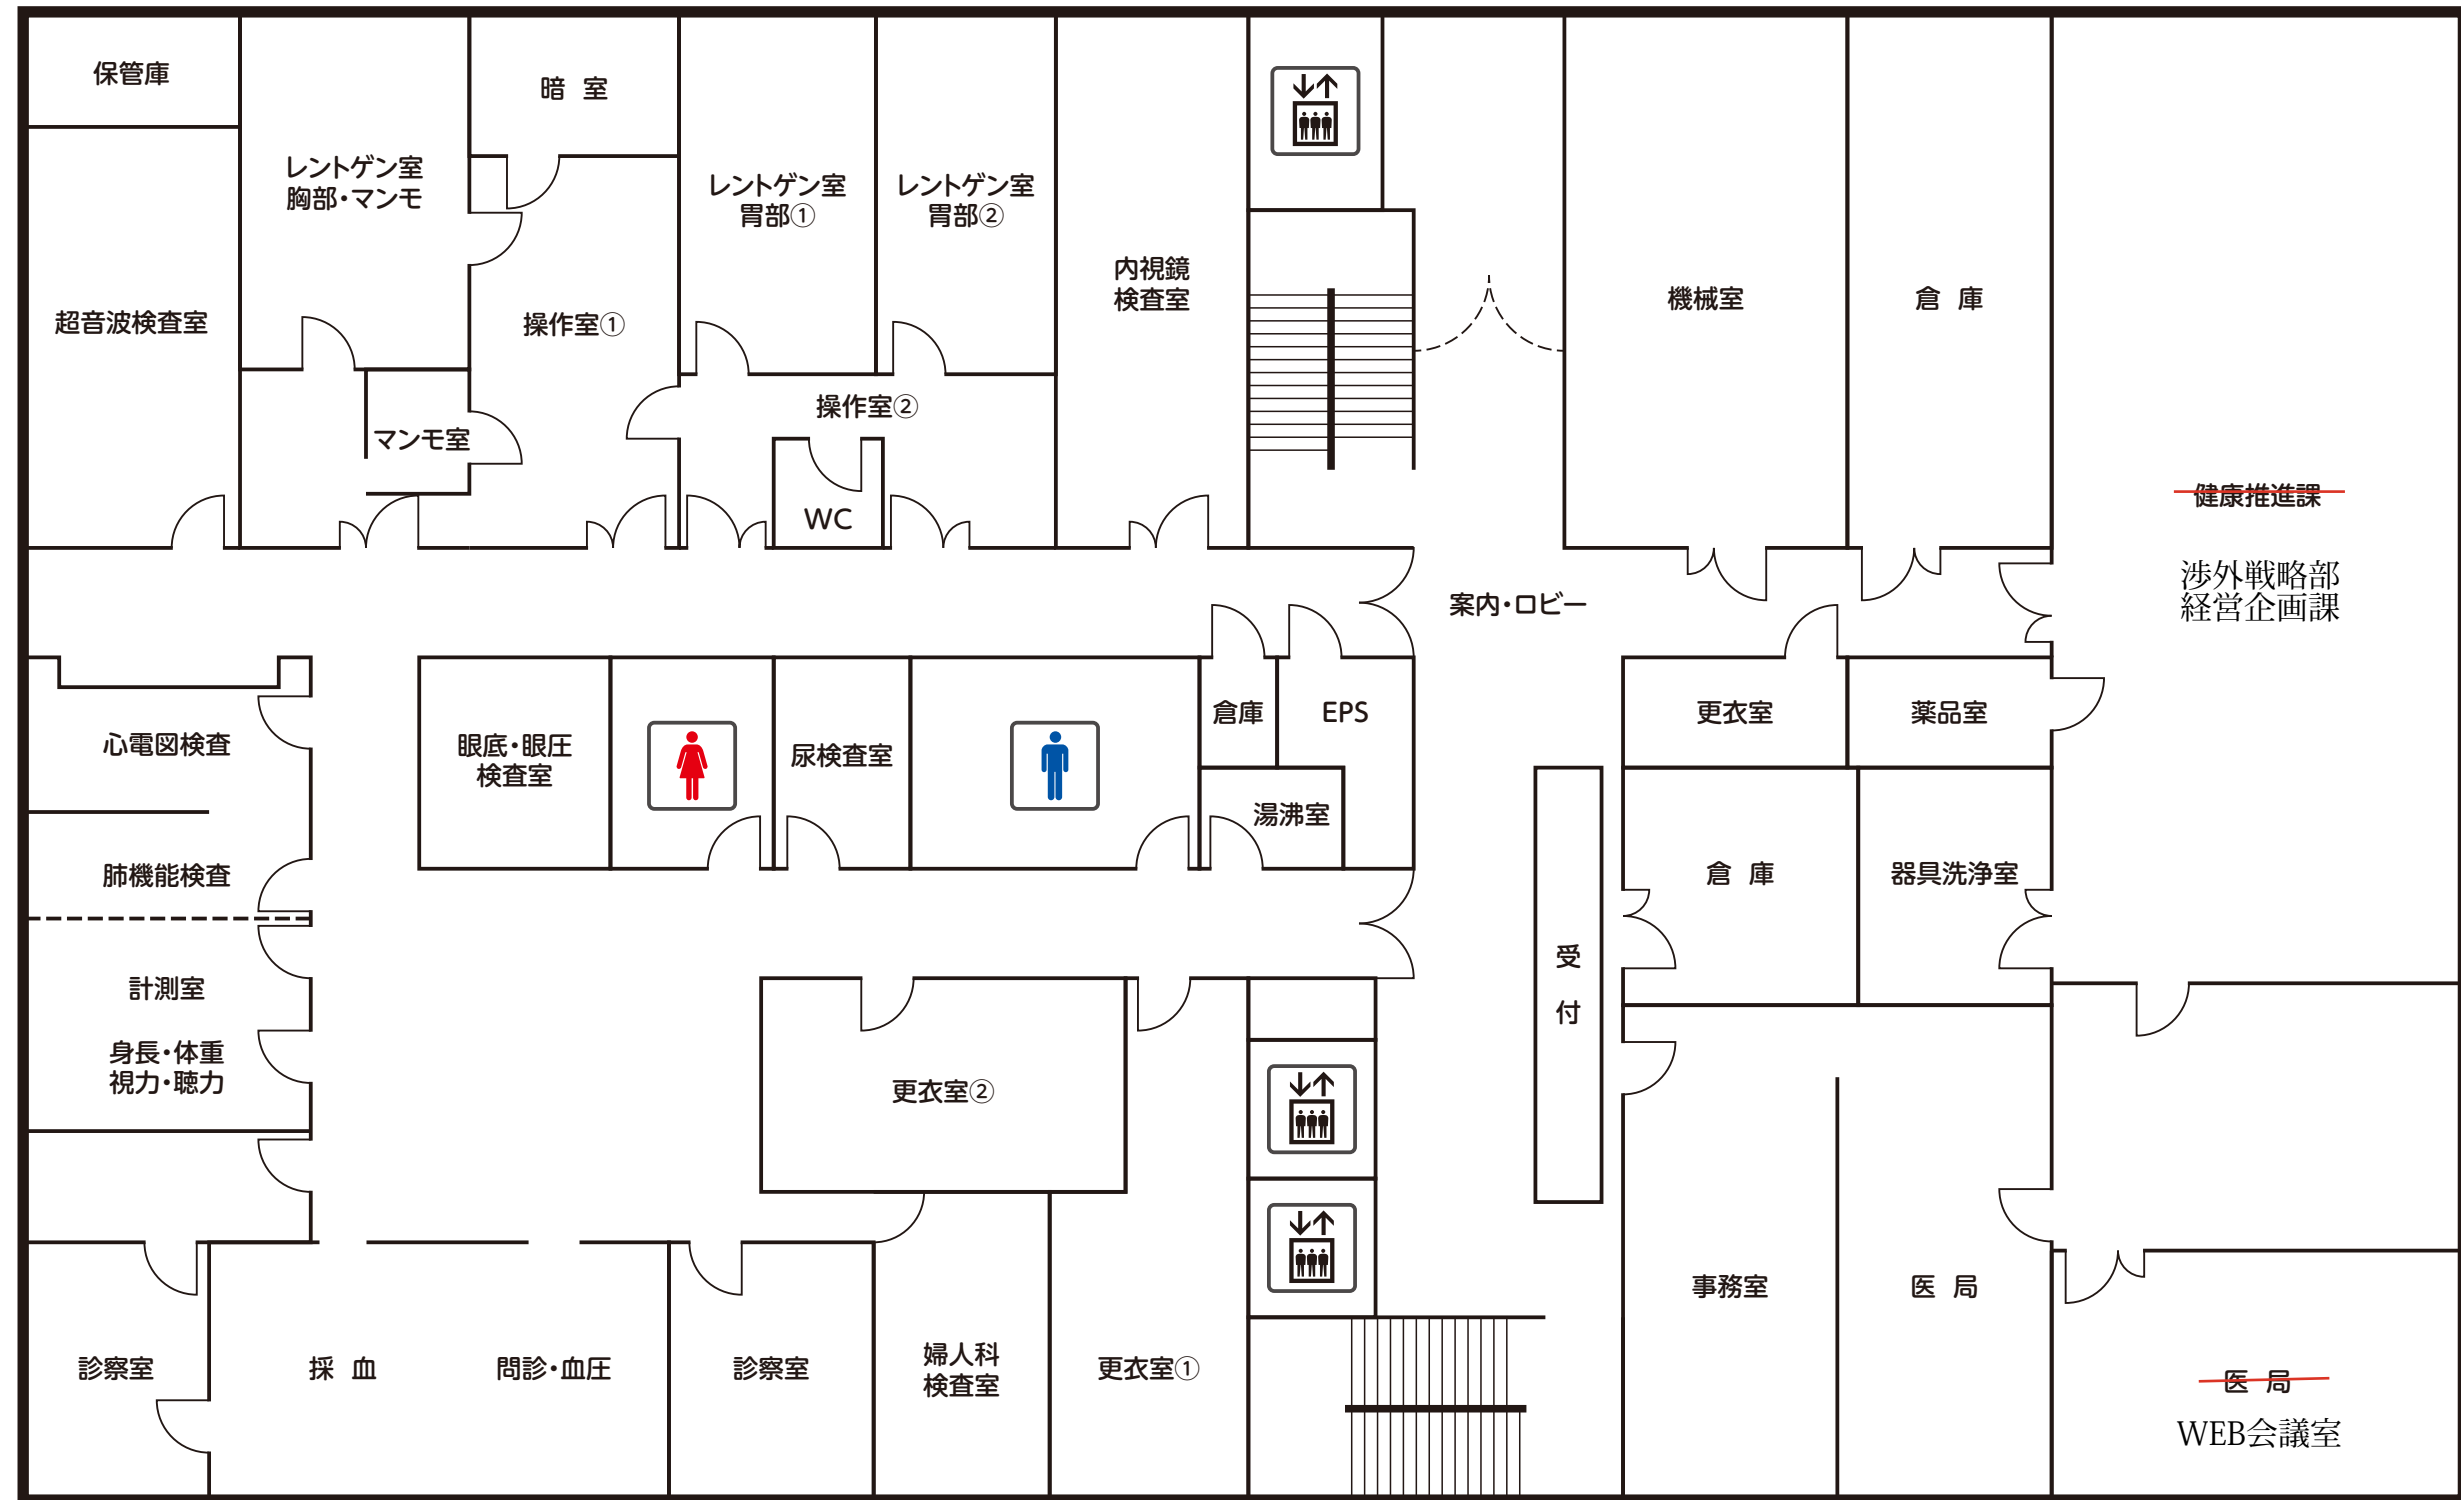 保管庫
暗 室
レントゲン室
胸部・マンモ
レントゲン室
胃部①
レントゲン室
胃部②
内視鏡
検査室
機械室
倉 庫
超音波検査室
操作室①
操作室②
マンモ室
WC
健康推進課
渉外戦略部
経営企画課
案内・ロビー
心電図検査
眼底・眼圧
検査室
尿検査室
倉庫
EPS
更衣室
薬品室
湯沸室
肺機能検査
倉 庫
器具洗浄室
受
付
計測室
身長・体重
視力・聴力
更衣室②
事務室
医 局
診察室
採 血
問診・血圧
診察室
婦人科
検査室
更衣室①
医 局
WEB会議室